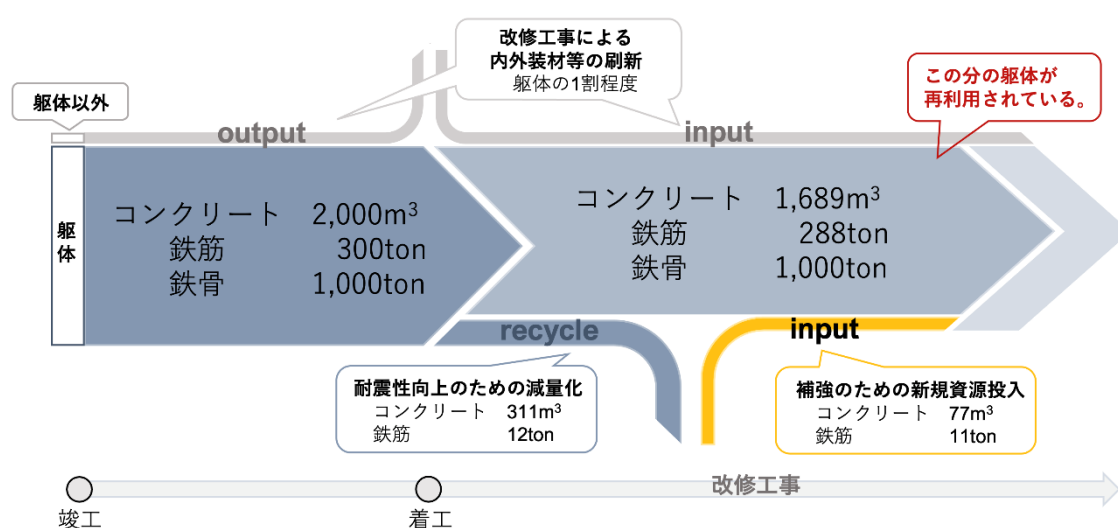 改修工事による
内外装材等の刷新
躯体の1割程度
この分の躯体が
再利用されている。
躯体以外
output
input
躯体
コンクリート 2,000m³
鉄筋 300ton
鉄骨 1,000ton
コンクリート 1,689m³
鉄筋 288ton
鉄骨 1,000ton
recycle
input
耐震性向上のための減量化
コンクリート 311m³
鉄筋 12ton
補強のための新規資源投入
コンクリート 77m³
鉄筋 11ton
改修工事
竣工
着工